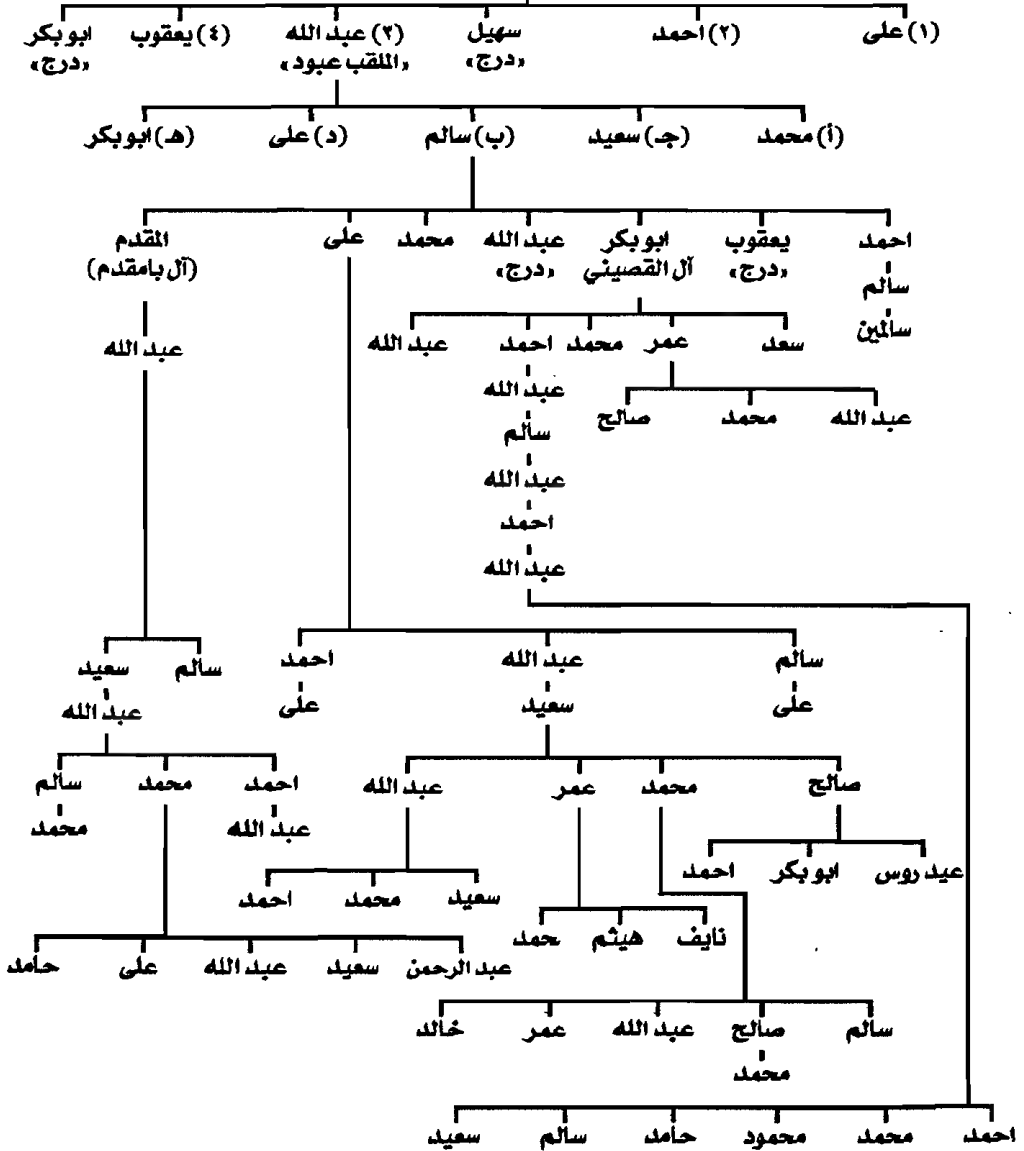 (١) على (٢) احمد سهيل (٣) عبد الله (٤) يعقوب ابوبكر
«درج» «الملقب عبود» «درج»
(أ) محمد (جـ) سعيد (ب) سالم (د) على (هـ) ابوبكر
احمد يعقوب ابوبكر عبد الله محمد على المقدم
«درج» آل القصيني «درج» (آل بامقدم)
سالم
سالمين سعد عمر محمد احمد عبد الله عبد الله
عبد الله
عبد الله محمد صالح
سالم
عبد الله
احمد
عبد الله
سالم عبد الله احمد سالم سعيد
على سعيد على عبد الله
صالح محمد عمر عبد الله احمد محمد سالم
عبد الله محمد
عيدروس ابوبكر احمد سعيد محمد احمد
نايف هيثم حمد
عبد الرحمن سعيد عبد الله على حامد
سالم صالح عبد الله عمر خالد
محمد
احمد محمد محمود حامد سالم سعيد